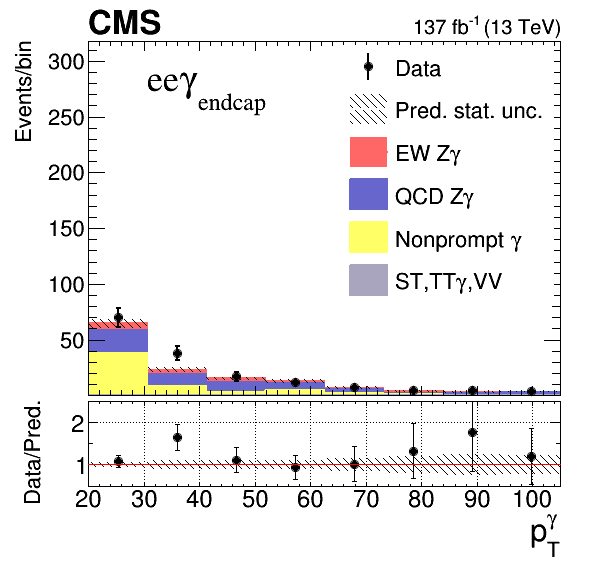 CMS
137 fb⁻¹ (13 TeV)
Events/bin
300
250
200
150
100
50
eeγ endcap
Data
Pred. stat. unc.
EW Zγ
QCD Zγ
Nonprompt γ
ST,TTγ,VV
Data/Pred.
2
1
20 30 40 50 60 70 80 90 100
p_T^γ